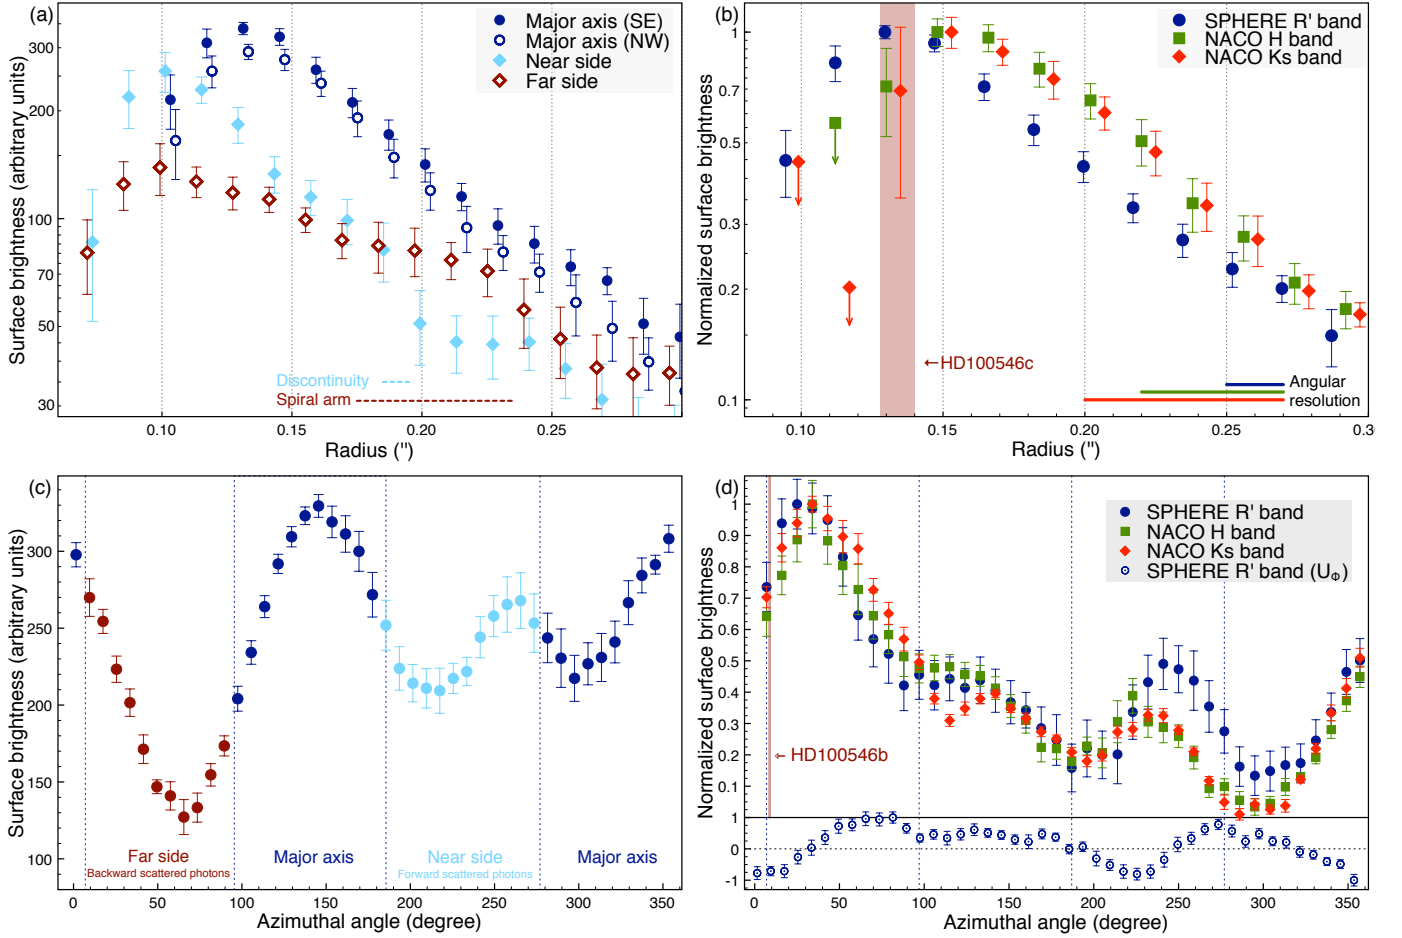 (a)
Major axis (SE)
Major axis (NW)
Near side
Far side
Surface brightness (arbitrary units)
300
200
100
70
50
30
Discontinuity
Spiral arm
0.10
0.15
0.20
0.25
Radius ('')
(b)
SPHERE R' band
NACO H band
NACO Ks band
Normalized surface brightness
1
0.7
0.5
0.3
0.2
0.1
←HD100546c
Angular
resolution
0.10
0.15
0.20
0.25
0.3
Radius ('')
(c)
Surface brightness (arbitrary units)
300
250
200
150
100
Far side
Backward scattered photons
Major axis
Near side
Forward scattered photons
Major axis
0
50
100
150
200
250
300
350
Azimuthal angle (degree)
(d)
SPHERE R' band
NACO H band
NACO Ks band
SPHERE R' band (UΦ)
Normalized surface brightness
1
0.9
0.8
0.7
0.6
0.5
0.4
0.3
0.2
0.1
1
0
-1
← HD100546b
0
50
100
150
200
250
300
350
Azimuthal angle (degree)